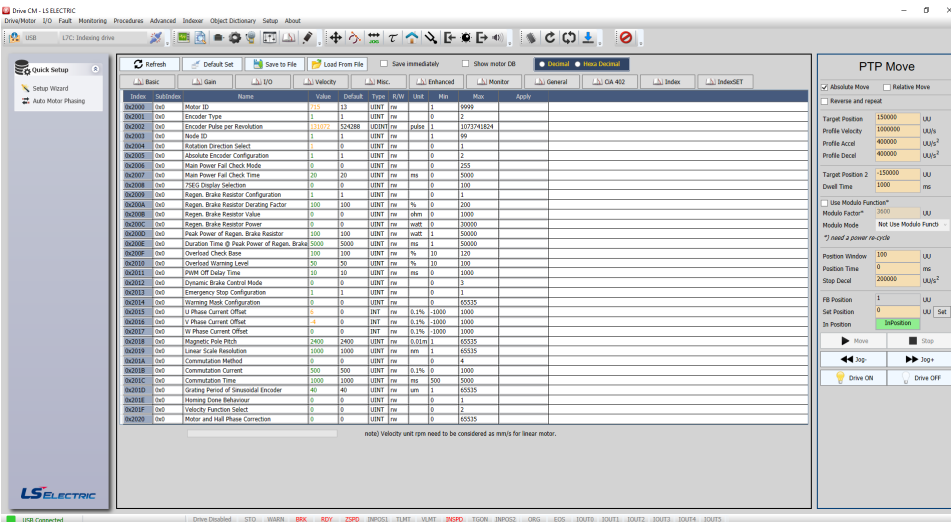 Drive CM - LS ELECTRIC
Drive/Motor I/O Fault Monitoring Procedures Advanced Indexer Object Dictionary Setup About
USB L7C: Indexing drive
Quick Setup
Setup Wizard
Auto Motor Phasing
LS ELECTRIC
Refresh Default Set Save to File Load From File Save immediately Show motor DB Decimal Hexa Decimal
Basic Gain I/O Velocity Misc. Enhanced Monitor General CiA 402 Index IndexSET
Index SubIndex Name Value Default Type R/W Unit Min Max Apply
0x2000 0x0 Motor ID 715 13 UINT rw 1 9999
0x2001 0x0 Encoder Type 1 1 UINT rw 0 2
0x2002 0x0 Encoder Pulse per Revolution 131072 524288 UDINT rw pulse 1 1073741824
0x2003 0x0 Node ID 1 1 UINT rw 1 99
0x2004 0x0 Rotation Direction Select 1 0 UINT rw 0 1
0x2005 0x0 Absolute Encoder Configuration 1 1 UINT rw 0 2
0x2006 0x0 Main Power Fail Check Mode 0 0 UINT rw 0 255
0x2007 0x0 Main Power Fail Check Time 20 20 UINT rw ms 0 5000
0x2008 0x0 7SEG Display Selection 0 0 UINT rw 0 100
0x2009 0x0 Regen. Brake Resistor Configuration 1 1 UINT rw 0 1
0x200A 0x0 Regen. Brake Resistor Derating Factor 100 100 UINT rw % 0 200
0x200B 0x0 Regen. Brake Resistor Value 0 0 UINT rw ohm 0 1000
0x200C 0x0 Regen. Brake Resistor Power 0 0 UINT rw watt 0 30000
0x200D 0x0 Peak Power of Regen. Brake Resistor 100 100 UINT rw watt 1 50000
0x200E 0x0 Duration Time @ Peak Power of Regen. Brake 5000 5000 UINT rw ms 1 50000
0x200F 0x0 Overload Check Base 100 100 UINT rw % 10 120
0x2010 0x0 Overload Warning Level 50 50 UINT rw % 10 100
0x2011 0x0 PWM Off Delay Time 10 10 UINT rw ms 0 1000
0x2012 0x0 Dynamic Brake Control Mode 0 0 UINT rw 0 3
0x2013 0x0 Emergency Stop Configuration 1 1 UINT rw 0 1
0x2014 0x0 Warning Mask Configuration 0 0 UINT rw 0 65535
0x2015 0x0 U Phase Current Offset 6 0 INT rw 0.1% -1000 1000
0x2016 0x0 V Phase Current Offset -4 0 INT rw 0.1% -1000 1000
0x2017 0x0 W Phase Current Offset 0 0 INT rw 0.1% -1000 1000
0x2018 0x0 Magnetic Pole Pitch 2400 2400 UINT rw 0.01m 1 65535
0x2019 0x0 Linear Scale Resolution 1000 1000 UINT rw nm 1 65535
0x201A 0x0 Commutation Method 0 0 UINT rw 0 4
0x201B 0x0 Commutation Current 500 500 UINT rw 0.1% 0 1000
0x201C 0x0 Commutation Time 1000 1000 UINT rw ms 500 5000
0x201D 0x0 Grating Period of Sinusoidal Encoder 40 40 UINT rw um 1 65535
0x201E 0x0 Homing Done Behaviour 0 0 UINT rw 0 1
0x201F 0x0 Velocity Function Select 0 0 UINT rw 0 2
0x2020 0x0 Motor and Hall Phase Correction 0 0 UINT rw 0 65535
note) Velocity unit rpm need to be considered as mm/s for linear motor.
PTP Move
Absolute Move Relative Move
Reverse and repeat
Target Position 150000 UU
Profile Velocity 1000000 UU/s
Profile Accel 400000 UU/s²
Profile Decel 400000 UU/s²
Target Position 2 -150000 UU
Dwell Time 1000 ms
Use Modulo Function*
Modulo Factor* 3600 UU
Modulo Mode Not Use Modulo Functi
*) need a power re-cycle
Position Window 100 UU
Position Time 0 ms
Stop Decel 200000 UU/s²
FB Position 1 UU
Set Position 0 UU Set
In Position InPosition
Move Stop
Jog- Jog+
Drive ON Drive OFF
USB Connected Drive Disabled STO WARN BRK RDY ZSPD INPOS1 TLMT VLMT INSPD TGON INPOS2 ORG EOS IOUT0 IOUT1 IOUT2 IOUT3 IOUT4 IOUT5